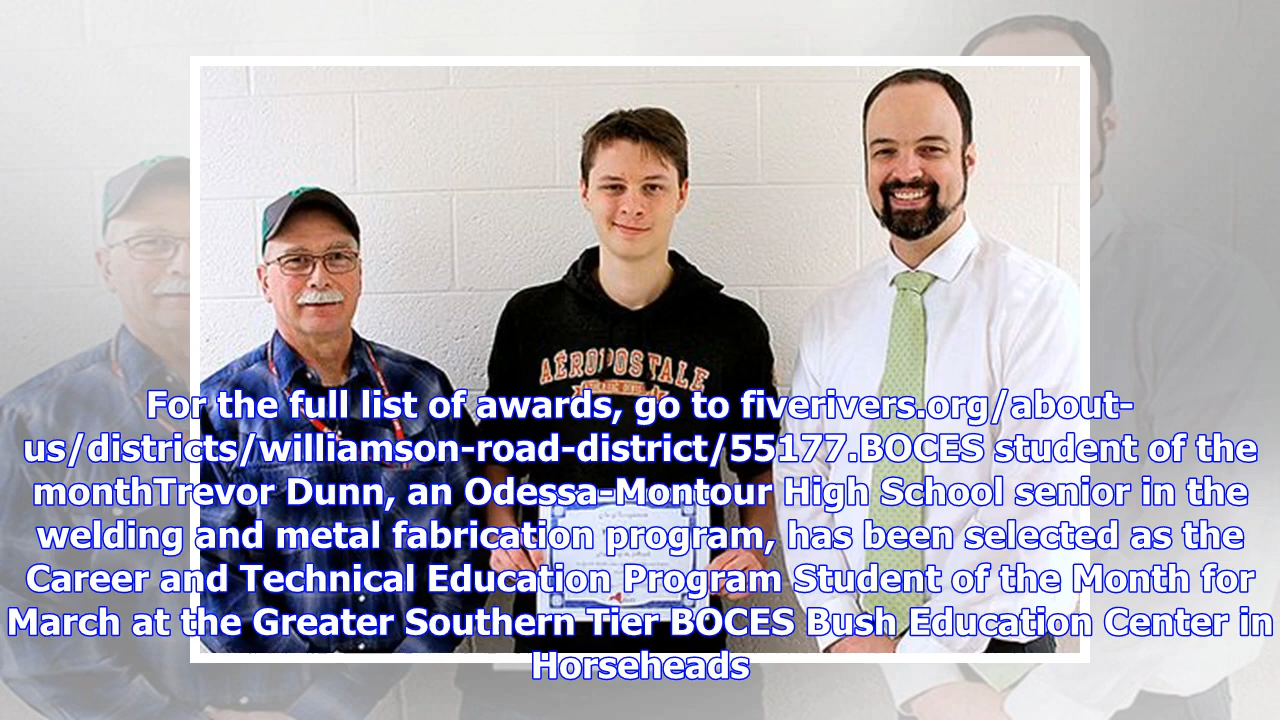 AÉROPOSTALE
For the full list of awards, go to fiverivers.org/about-
us/districts/williamson-road-district/55177.BOCES student of the
monthTrevor Dunn, an Odessa-Montour High School senior in the
welding and metal fabrication program, has been selected as the
Career and Technical Education Program Student of the Month for
March at the Greater Southern Tier BOCES Bush Education Center in
Horseheads